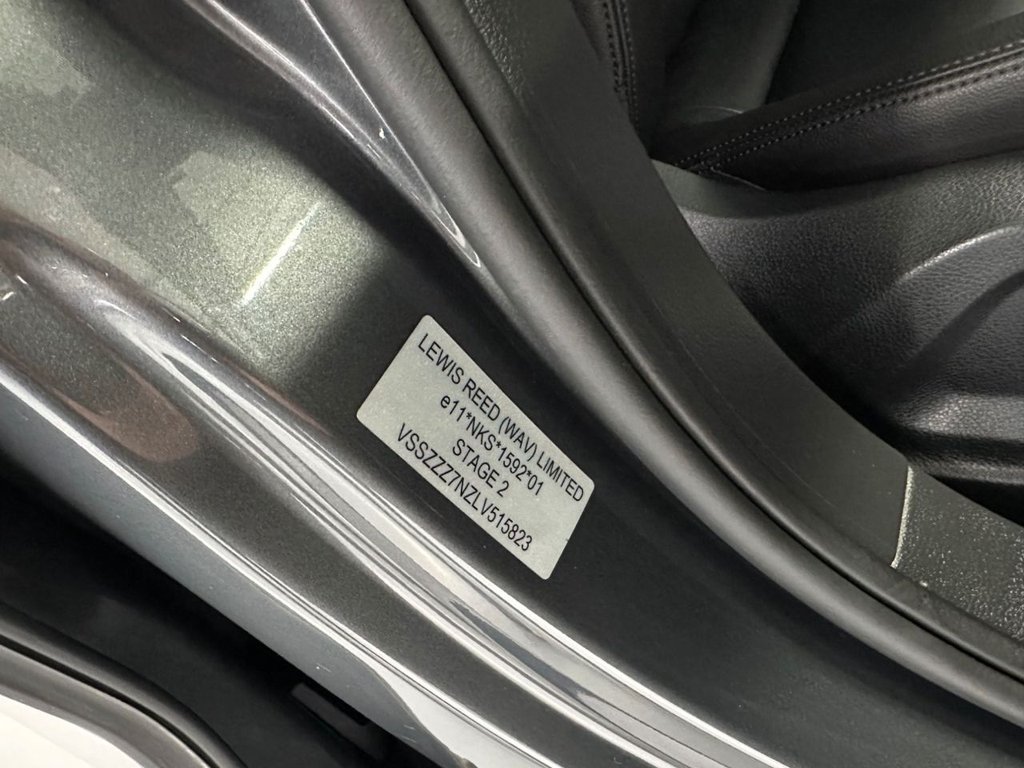 LEWIS REED (WAV) LIMITED
e11*NKS*1592*01
STAGE 2
VSSZZZ7NZLV515823